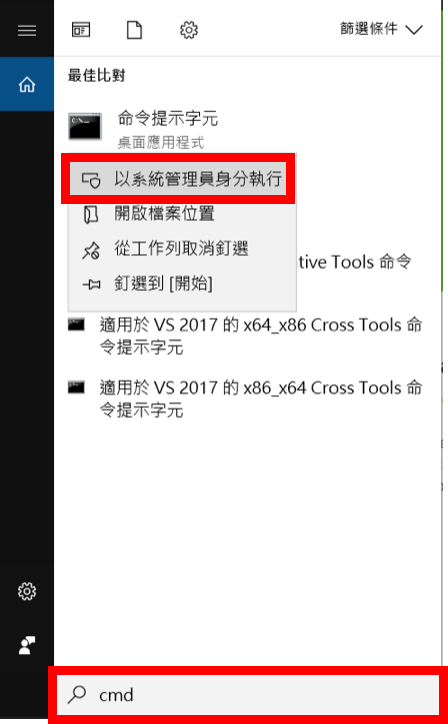 篩選條件
最佳比對
命令提示字元
桌面應用程式
以系統管理員身分執行
開啟檔案位置
從工作列取消釘選
tive Tools 命令
釘選到 [開始]
適用於 VS 2017 的 x64_x86 Cross Tools 命
令提示字元
適用於 VS 2017 的 x86_x64 Cross Tools 命
令提示字元
cmd